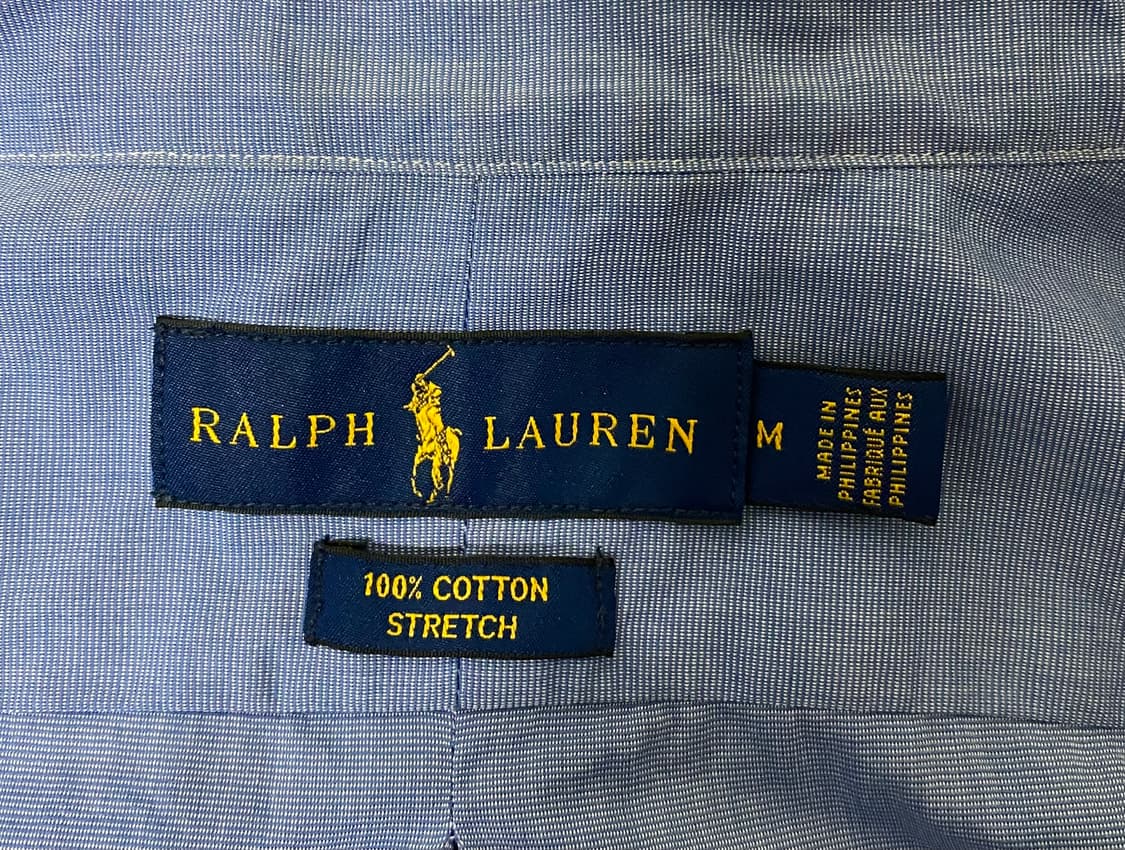 RALPH LAUREN
M
MADE IN
PHILIPPINES
FABRIQUÉ AUX
PHILIPPINES
100% COTTON
STRETCH